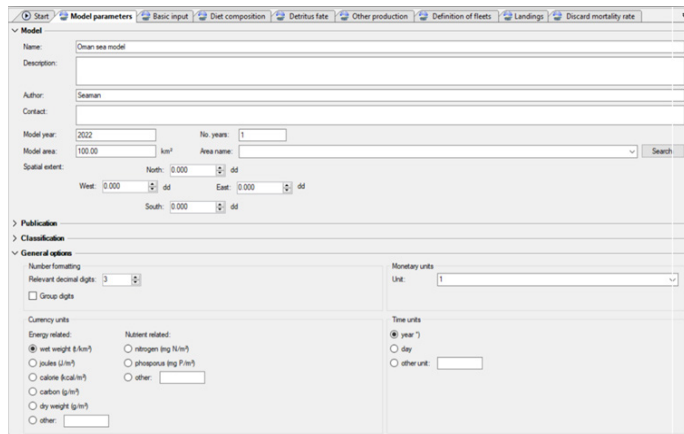 Start Model parameters Basic input Diet composition Detritus fate Other production Definition of fleets Landings Discard mortality rate
Model
Name: Oman sea model
Description:
Author: Seaman
Contact:
Model year: 2022 No. years: 1
Model area: 100.00 km² Area name: Search
Spatial extent: North: 0.000 dd
West: 0.000 dd East: 0.000 dd
South: 0.000 dd
Publication
Classification
General options
Number formatting Monetary units
Relevant decimal digits: 3 Unit: 1
Group digits
Currency units Time units
Energy related: Nutrient related: year *)
wet weight (t/km²) nitrogen (mg N/m²) day
joules (J/m²) phosporus (mg P/m²) other unit:
calorie (kcal/m²) other:
carbon (g/m²)
dry weight (g/m²)
other: